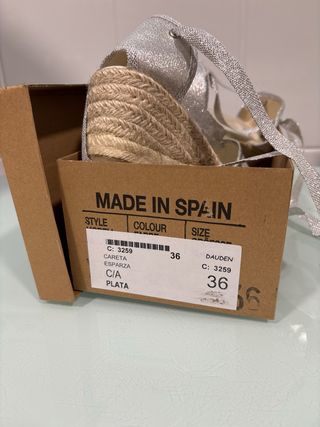 MADE IN SPAIN
STYLE COLOUR SIZE
C: 3259 36 DAUDEN
CARETA C: 3259
ESPARZA
C/A 36
PLATA
36